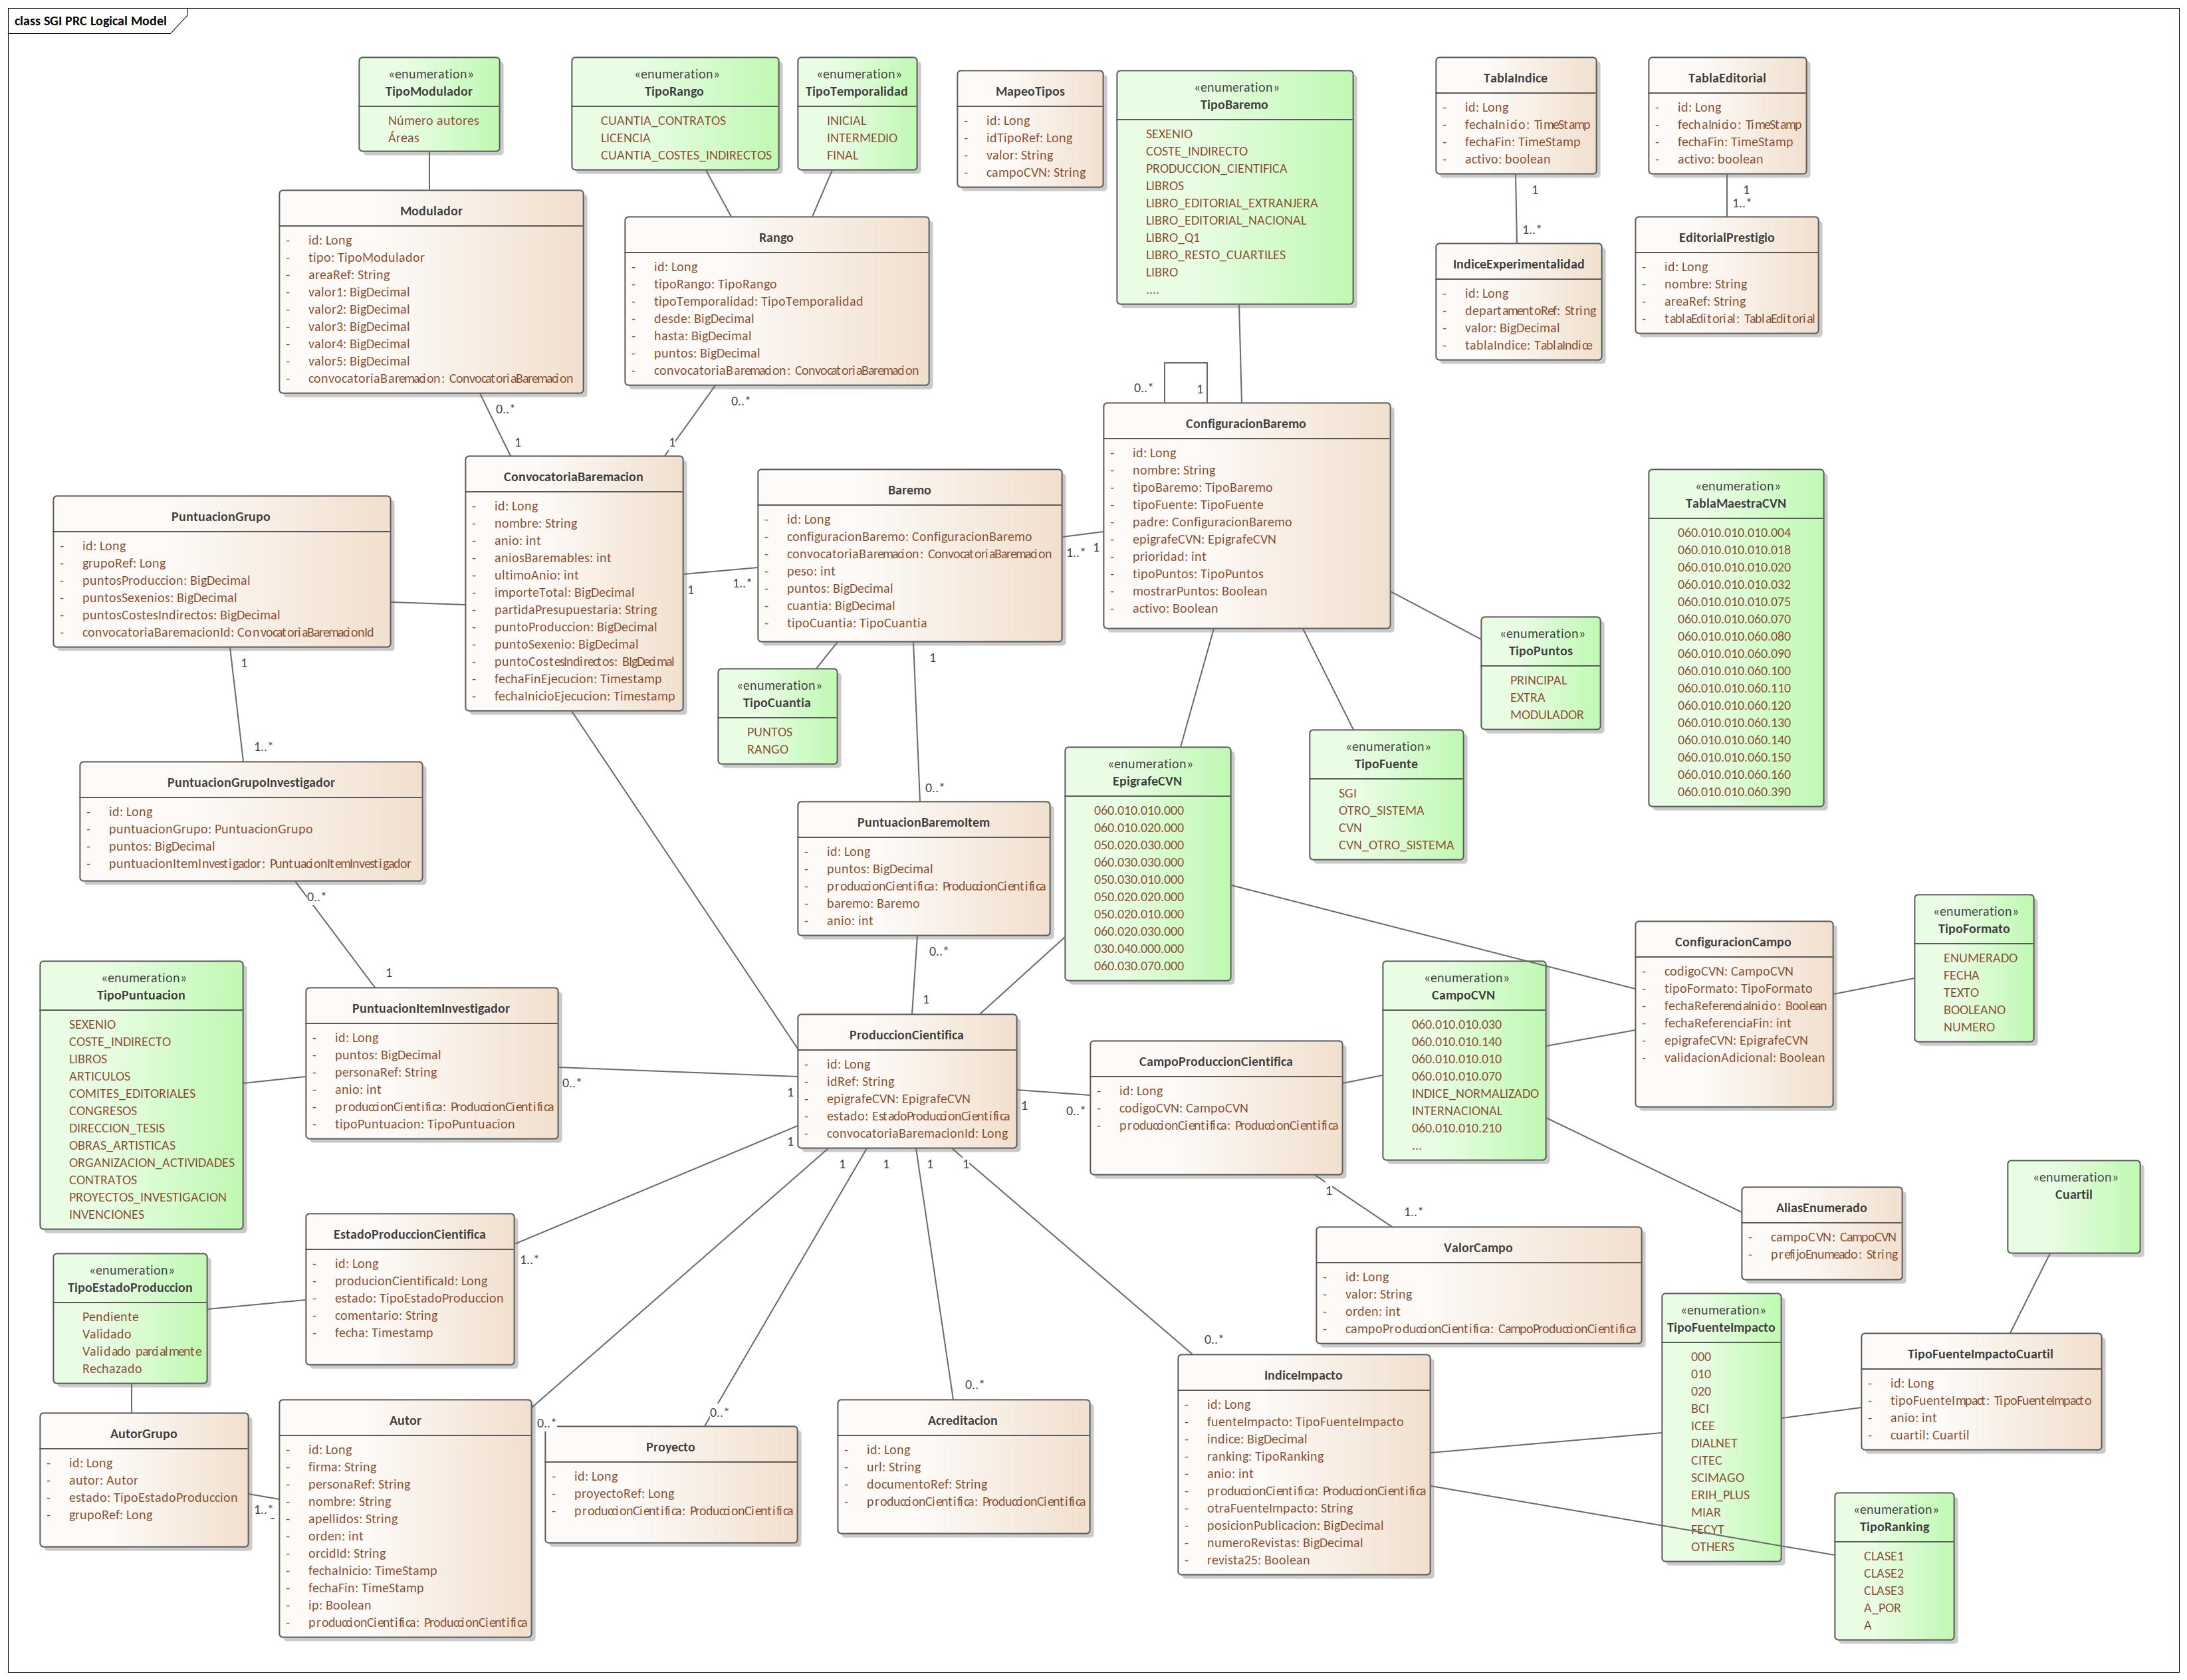 class SGI PRC Logical Model
«enumeration»
TipoModulador
Número autores
Áreas
«enumeration»
TipoRango
CUANTIA_CONTRATOS
LICENCIA
CUANTIA_COSTES_INDIRECTOS
«enumeration»
TipoTemporalidad
INICIAL
INTERMEDIO
FINAL
MapeoTipos
- id: Long
- idTipoRef: Long
- valor: String
- campoCVN: String
«enumeration»
TipoBaremo
SEXENIO
COSTE_INDIRECTO
PRODUCCION_CIENTIFICA
LIBROS
LIBRO_EDITORIAL_EXTRANJERA
LIBRO_EDITORIAL_NACIONAL
LIBRO_Q1
LIBRO_RESTO_CUARTILES
LIBRO
....
TablaIndice
- id: Long
- fechaInicio: TimeStamp
- fechaFin: TimeStamp
- activo: boolean
1
1..*
TablaEditorial
- id: Long
- fechaInicio: TimeStamp
- fechaFin: TimeStamp
- activo: boolean
1
1..*
Modulador
- id: Long
- tipo: TipoModulador
- areaRef: String
- valor1: BigDecimal
- valor2: BigDecimal
- valor3: BigDecimal
- valor4: BigDecimal
- valor5: BigDecimal
- convocatoriaBaremacion: ConvocatoriaBaremacion
0..*
1
Rango
- id: Long
- tipoRango: TipoRango
- tipoTemporalidad: TipoTemporalidad
- desde: BigDecimal
- hasta: BigDecimal
- puntos: BigDecimal
- convocatoriaBaremacion: ConvocatoriaBaremacion
0..*
1
IndiceExperimentalidad
- id: Long
- departamentoRef: String
- valor: BigDecimal
- tablaIndice: TablaIndice
EditorialPrestigio
- id: Long
- nombre: String
- areaRef: String
- tablaEditorial: TablaEditorial
0..*
1
ConfiguracionBaremo
- id: Long
- nombre: String
- tipoBaremo: TipoBaremo
- tipoFuente: TipoFuente
- padre: ConfiguracionBaremo
- epigrafeCVN: EpigrafeCVN
- prioridad: int
- tipoPuntos: TipoPuntos
- mostrarPuntos: Boolean
- activo: Boolean
PuntuacionGrupo
- id: Long
- grupoRef: Long
- puntosProduccion: BigDecimal
- puntosSexenios: BigDecimal
- puntosCostesIndirectos: BigDecimal
- convocatoriaBaremacionId: ConvocatoriaBaremacionId
1
1..*
ConvocatoriaBaremacion
- id: Long
- nombre: String
- anio: int
- aniosBaremables: int
- ultimoAnio: int
- importeTotal: BigDecimal
- partidaPresupuestaria: String
- puntoProduccion: BigDecimal
- puntoSexenio: BigDecimal
- puntoCostesIndirectos: BIgDecimal
- fechaFinEjecucion: Timestamp
- fechaInicioEjecucion: Timestamp
1
1..*
Baremo
- id: Long
- configuracionBaremo: ConfiguracionBaremo
- convocatoriaBaremacion: ConvocatoriaBaremacion
- peso: int
- puntos: BigDecimal
- cuantia: BigDecimal
- tipoCuantia: TipoCuantia
1..*
1
1
0..*
«enumeration»
TablaMaestraCVN
060.010.010.010.004
060.010.010.010.018
060.010.010.010.020
060.010.010.010.032
060.010.010.010.075
060.010.010.060.070
060.010.010.060.080
060.010.010.060.090
060.010.010.060.100
060.010.010.060.110
060.010.010.060.120
060.010.010.060.130
060.010.010.060.140
060.010.010.060.150
060.010.010.060.160
060.010.010.060.390
«enumeration»
TipoPuntos
PRINCIPAL
EXTRA
MODULADOR
«enumeration»
TipoCuantia
PUNTOS
RANGO
«enumeration»
TipoFuente
SGI
OTRO_SISTEMA
CVN
CVN_OTRO_SISTEMA
«enumeration»
EpigrafeCVN
060.010.010.000
060.010.020.000
050.020.030.000
060.030.030.000
050.030.010.000
050.020.020.000
050.020.010.000
060.020.030.000
030.040.000.000
060.030.070.000
PuntuacionGrupoInvestigador
- id: Long
- puntuacionGrupo: PuntuacionGrupo
- puntos: BigDecimal
- puntuacionItemInvestigador: PuntuacionItemInvestigador
0..*
1
PuntuacionBaremoItem
- id: Long
- puntos: BigDecimal
- produccionCientifica: ProduccionCientifica
- baremo: Baremo
- anio: int
0..*
1
«enumeration»
TipoFormato
ENUMERADO
FECHA
TEXTO
BOOLEANO
NUMERO
ConfiguracionCampo
- codigoCVN: CampoCVN
- tipoFormato: TipoFormato
- fechaReferenciaInicio: Boolean
- fechaReferenciaFin: int
- epigrafeCVN: EpigrafeCVN
- validacionAdicional: Boolean
«enumeration»
TipoPuntuacion
SEXENIO
COSTE_INDIRECTO
LIBROS
ARTICULOS
COMITES_EDITORIALES
CONGRESOS
DIRECCION_TESIS
OBRAS_ARTISTICAS
ORGANIZACION_ACTIVIDADES
CONTRATOS
PROYECTOS_INVESTIGACION
INVENCIONES
PuntuacionItemInvestigador
- id: Long
- puntos: BigDecimal
- personaRef: String
- anio: int
- produccionCientifica: ProduccionCientifica
- tipoPuntuacion: TipoPuntuacion
0..*
1
ProduccionCientifica
- id: Long
- idRef: String
- epigrafeCVN: EpigrafeCVN
- estado: EstadoProduccionCientifica
- convocatoriaBaremacionId: Long
1
0..*
CampoProduccionCientifica
- id: Long
- codigoCVN: CampoCVN
- produccionCientifica: ProduccionCientifica
1
1..*
«enumeration»
CampoCVN
060.010.010.030
060.010.010.140
060.010.010.010
060.010.010.070
INDICE_NORMALIZADO
INTERNACIONAL
060.010.010.210
...
1
1
1
1
1
«enumeration»
Cuartil
AliasEnumerado
- campoCVN: CampoCVN
- prefijoEnumeado: String
EstadoProduccionCientifica
- id: Long
- producionCientificaId: Long
- estado: TipoEstadoProduccion
- comentario: String
- fecha: Timestamp
1..*
ValorCampo
- id: Long
- valor: String
- orden: int
- campoProduccionCientifica: CampoProduccionCientifica
«enumeration»
TipoEstadoProduccion
Pendiente
Validado
Validado parcialmente
Rechazado
«enumeration»
TipoFuenteImpacto
000
010
020
BCI
ICEE
DIALNET
CITEC
SCIMAGO
ERIH_PLUS
MIAR
FECYT
OTHERS
TipoFuenteImpactoCuartil
- id: Long
- tipoFuenteImpact: TipoFuenteImpacto
- anio: int
- cuartil: Cuartil
0..*
IndiceImpacto
- id: Long
- fuenteImpacto: TipoFuenteImpacto
- indice: BigDecimal
- ranking: TipoRanking
- anio: int
- produccionCientifica: ProduccionCientifica
- otraFuenteImpacto: String
- posicionPublicacion: BigDecimal
- numeroRevistas: BigDecimal
- revista25: Boolean
AutorGrupo
- id: Long
- autor: Autor
- estado: TipoEstadoProduccion
- grupoRef: Long
1..*
Autor
- id: Long
- firma: String
- personaRef: String
- nombre: String
- apellidos: String
- orden: int
- orcidId: String
- fechaInicio: TimeStamp
- fechaFin: TimeStamp
- ip: Boolean
- produccionCientifica: ProduccionCientifica
0..*
0..*
Proyecto
- id: Long
- proyectoRef: Long
- produccionCientifica: ProduccionCientifica
0..*
Acreditacion
- id: Long
- url: String
- documentoRef: String
- produccionCientifica: ProduccionCientifica
«enumeration»
TipoRanking
CLASE1
CLASE2
CLASE3
A_POR
A